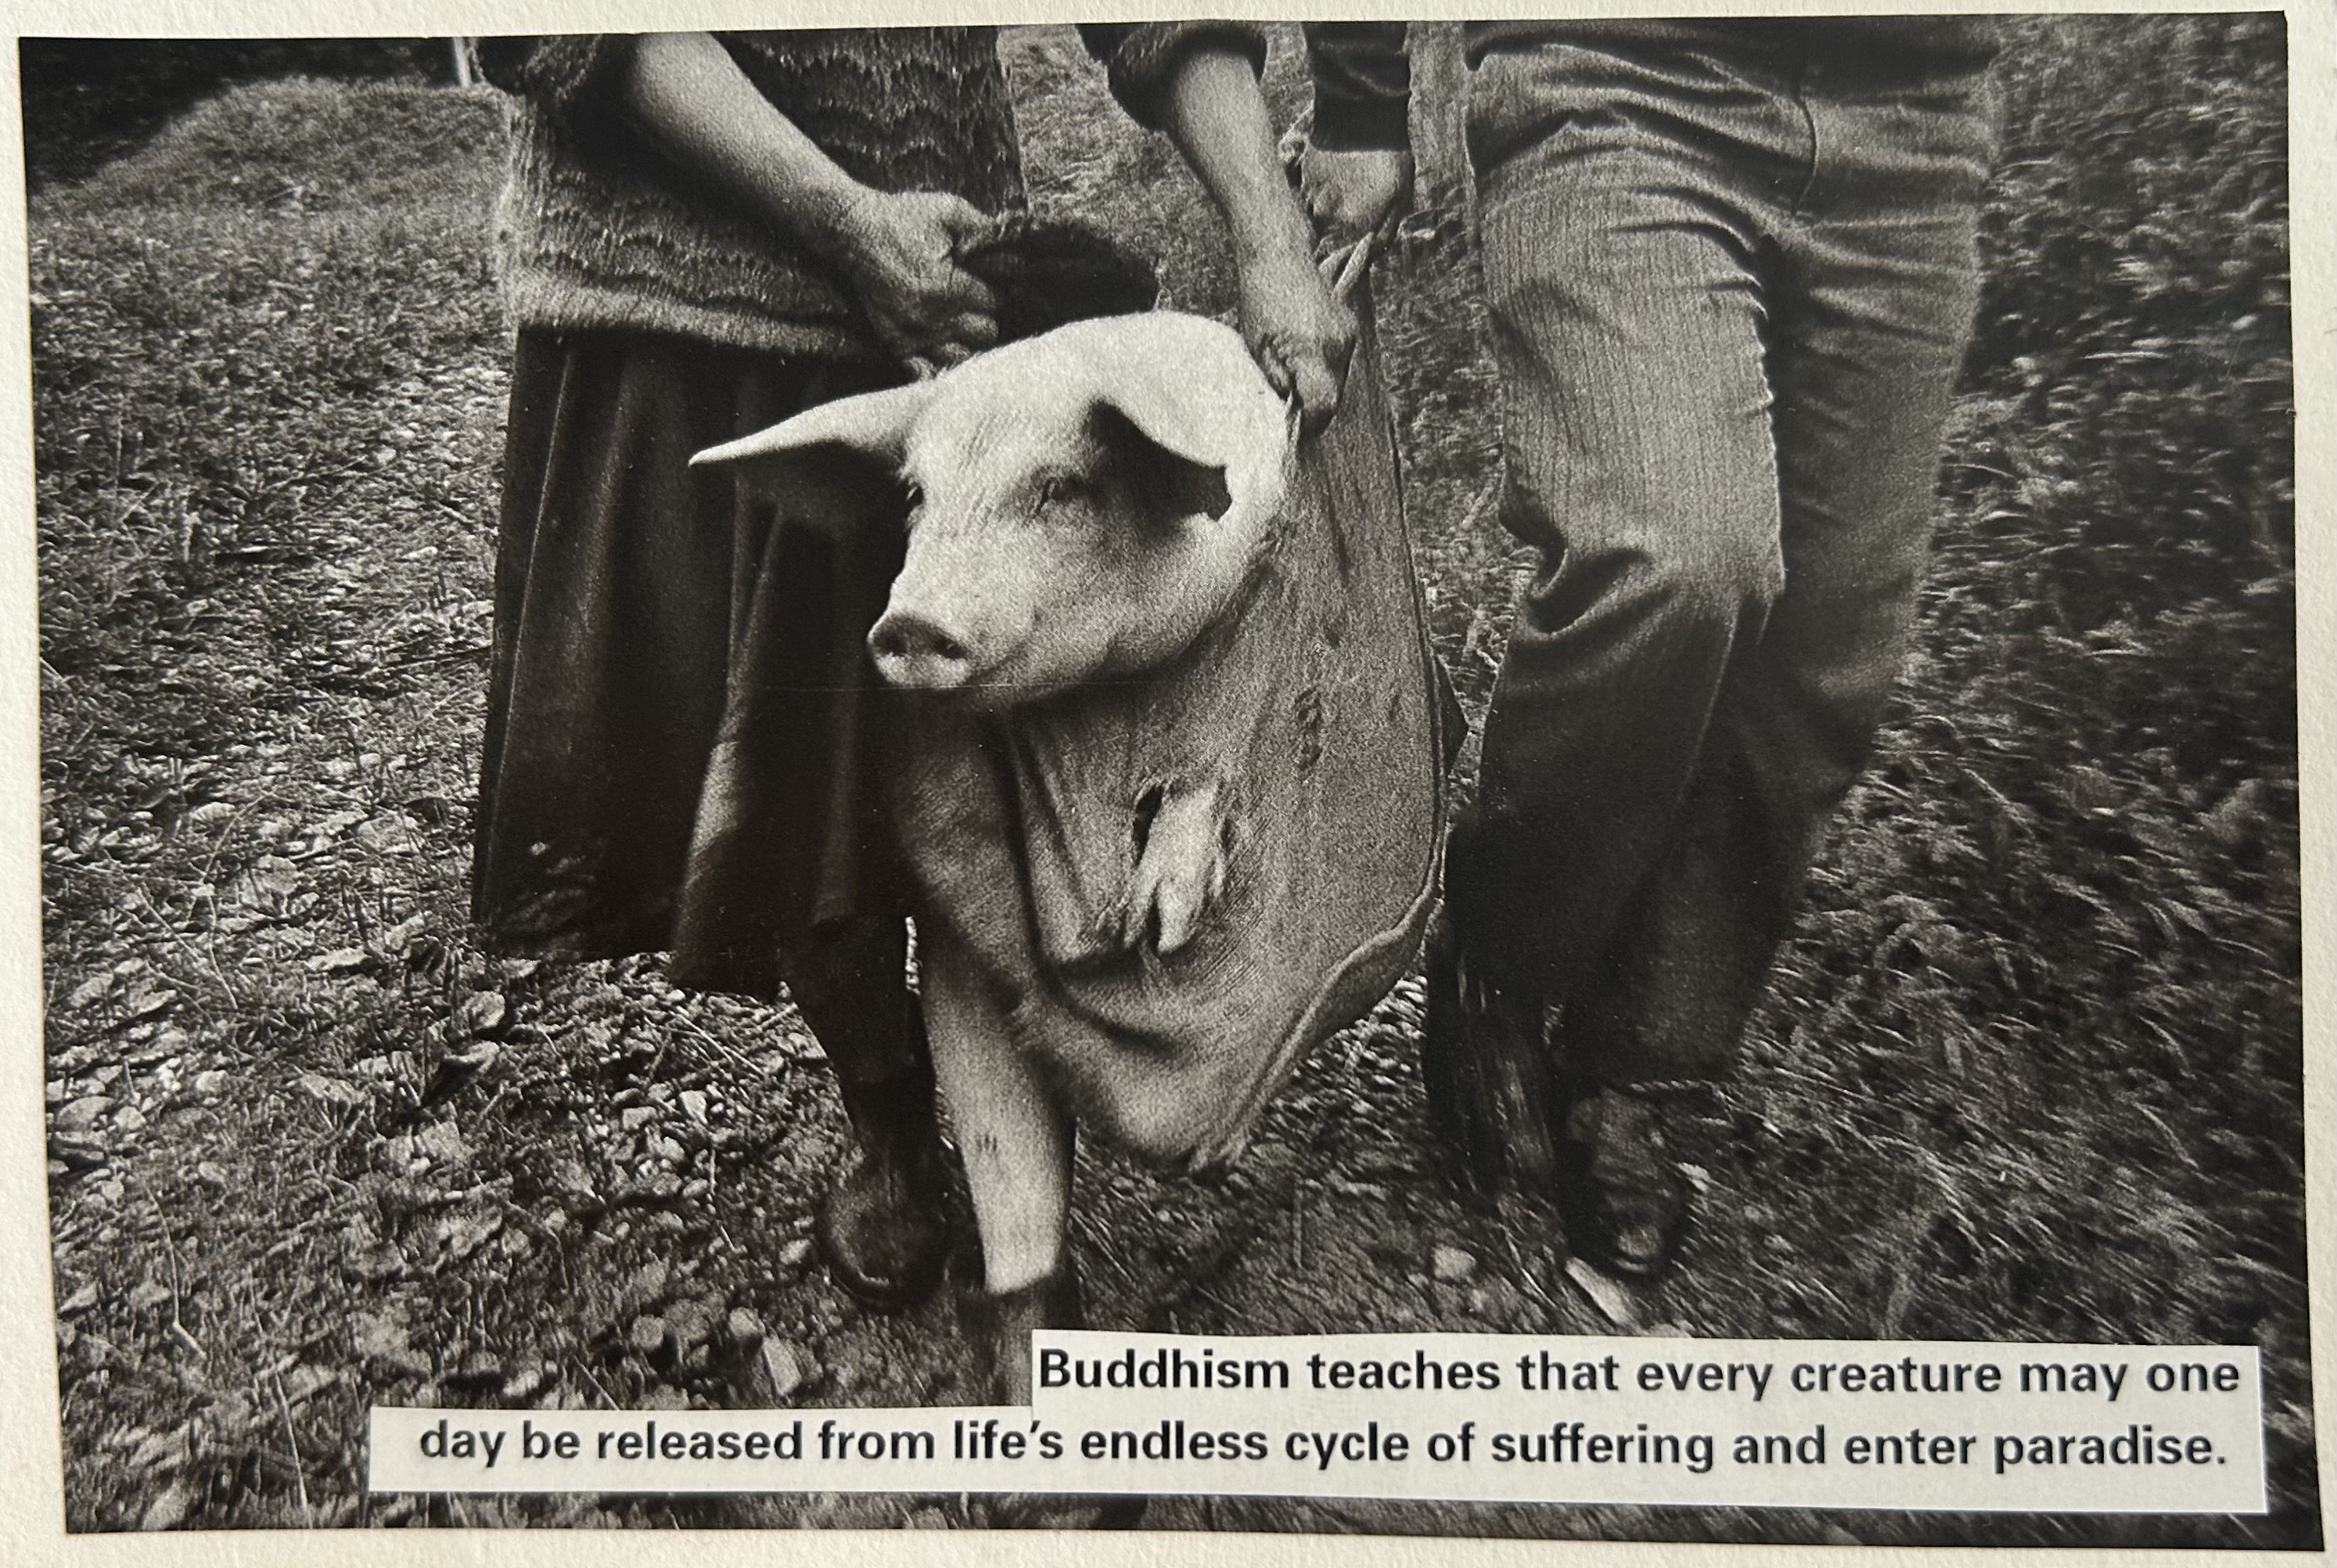 Buddhism teaches that every creature may one
day be released from life's endless cycle of suffering and enter paradise.